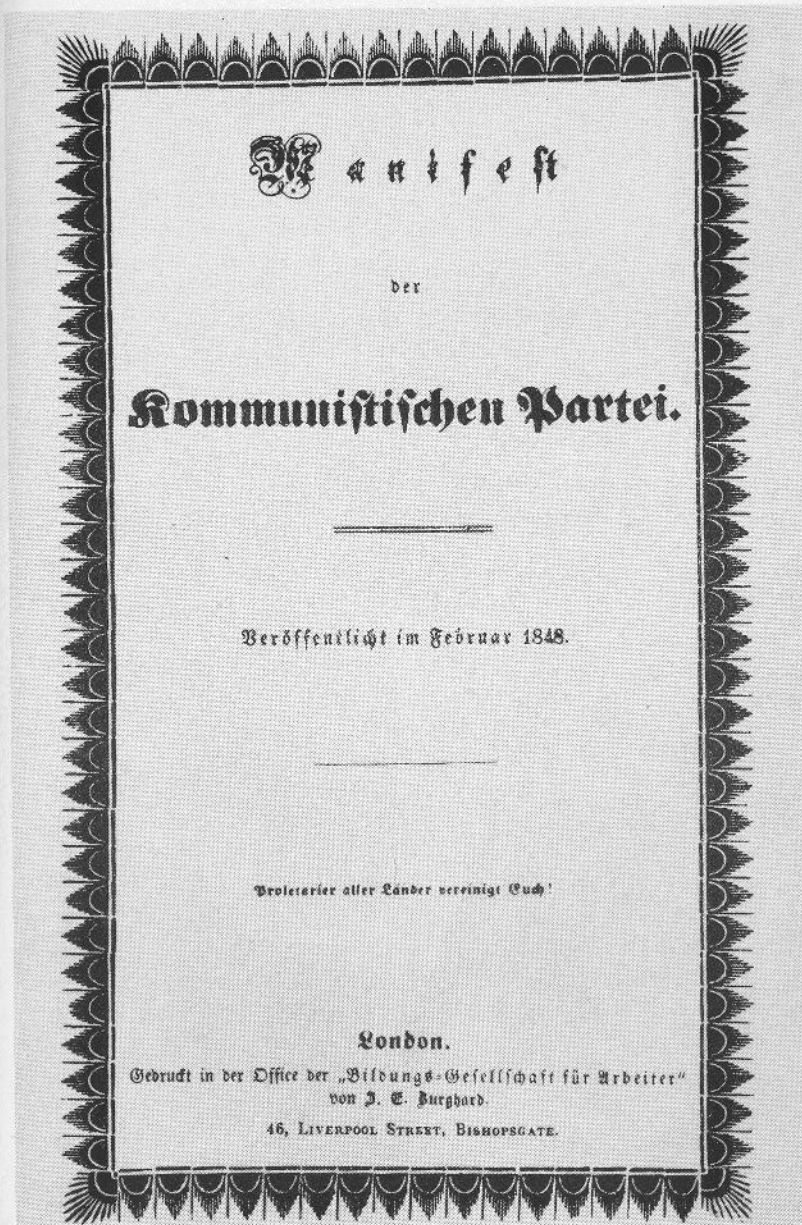 Manifest
der
Kommunistischen Partei.
Veröffentlicht im Februar 1848.
Proletarier aller Länder vereinigt Euch!
London.
Gedruckt in der Office der „Bildungs-Gesellschaft für Arbeiter“
von J. E. Burghard.
46, LIVERPOOL STREET, BISHOPSGATE.